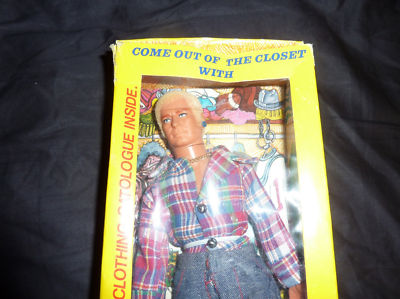 COME OUT OF THE CLOSET
WITH
CLOTHING CATOLOGUE INSIDE.